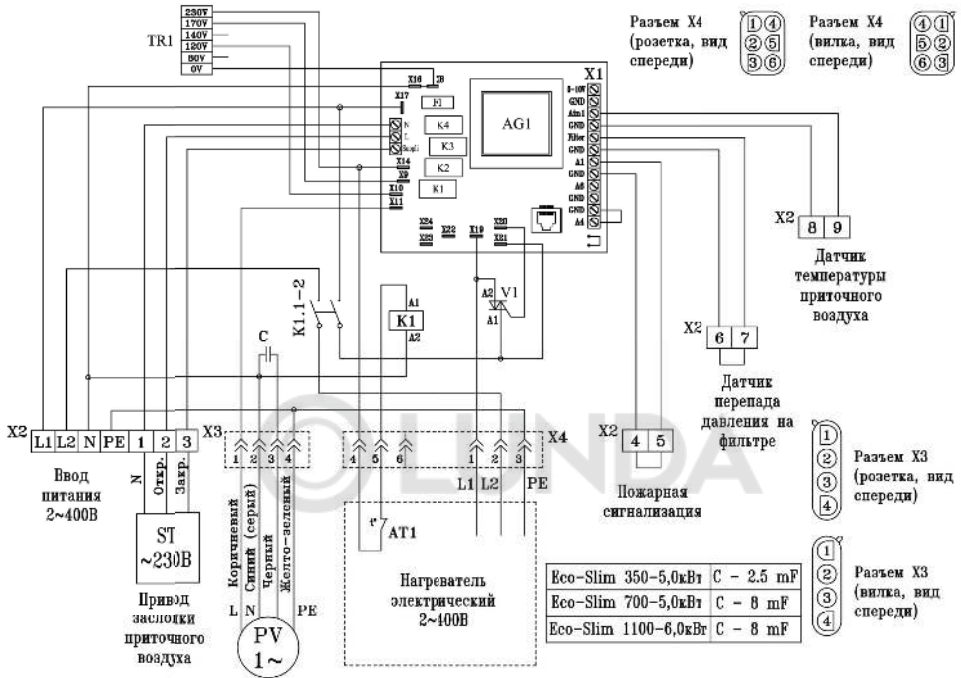 TR1
230V
170V
140V
120V
80V
0V
Разъем X4
(розетка, вид
спереди)
1 4
2 5
3 6
Разъем X4
(вилка, вид
спереди)
4 1
5 2
6 3
X16
X17
F1
K4
K3
K2
K1
N
L
X14
X9
X10
X11
AG1
X1
0-10V
GND
Ain1
GND
Filter
GND
A1
GND
A6
GND
GND
A4
X24
X23
X22
X19
X20
X21
X2
8 9
Датчик
температуры
приточного
воздуха
K1.1-2
A1
K1
A2
A2
V1
A1
C
X2
6 7
Датчик
перепада
давления на
фильтре
X2
4 5
Пожарная
сигнализация
X2
L1 L2 N PE 1 2 3
Ввод
питания
2~400В
N
Откр.
Закр.
ST
~230В
Привод
заслонки
приточного
воздуха
X3
1 2 3 4
Коричневый
Синий (серый)
Черный
Желто-зеленый
L N PE
PV
1~
X4
4 5 6 1 2 3
L1 L2 PE
t°
AT1
Нагреватель
электрический
2~400В
LUNDA
1
2
3
4
Разъем X3
(розетка, вид
спереди)
1
2
3
4
Разъем X3
(вилка, вид
спереди)
Eco-Slim 350-5,0кВт C - 2.5 mF
Eco-Slim 700-5,0кВт C - 8 mF
Eco-Slim 1100-6,0кВт C - 8 mF